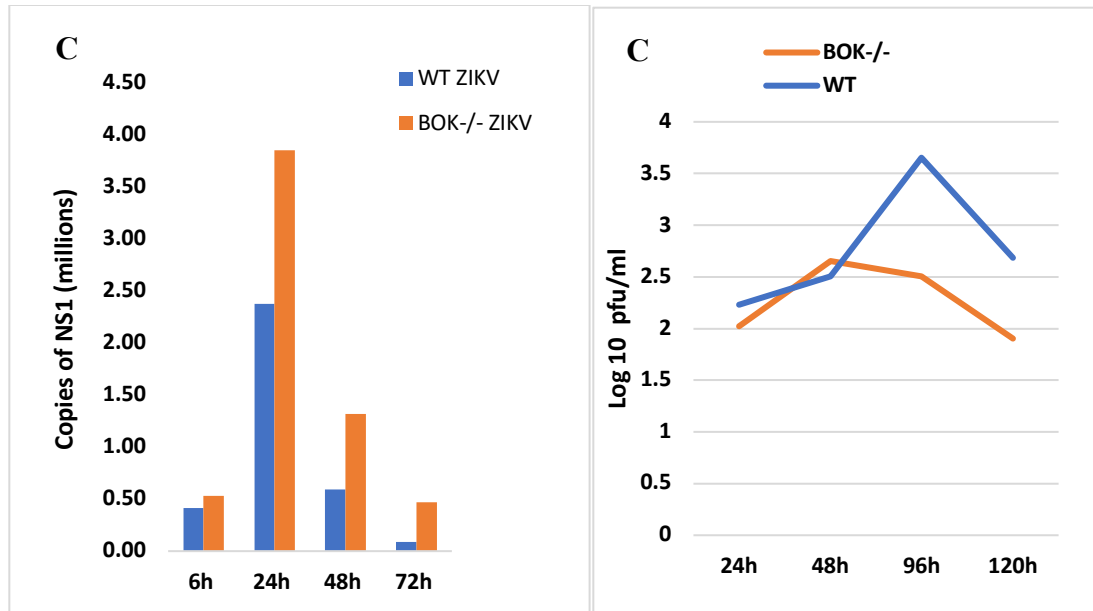 C
WT ZIKV
BOK-/- ZIKV
4.50
4.00
3.50
3.00
2.50
2.00
1.50
1.00
0.50
0.00
Copies of NS1 (millions)
6h 24h 48h 72h
C
BOK-/-
WT
4
3.5
3
2.5
2
1.5
1
0.5
0
Log 10 pfu/ml
24h 48h 96h 120h